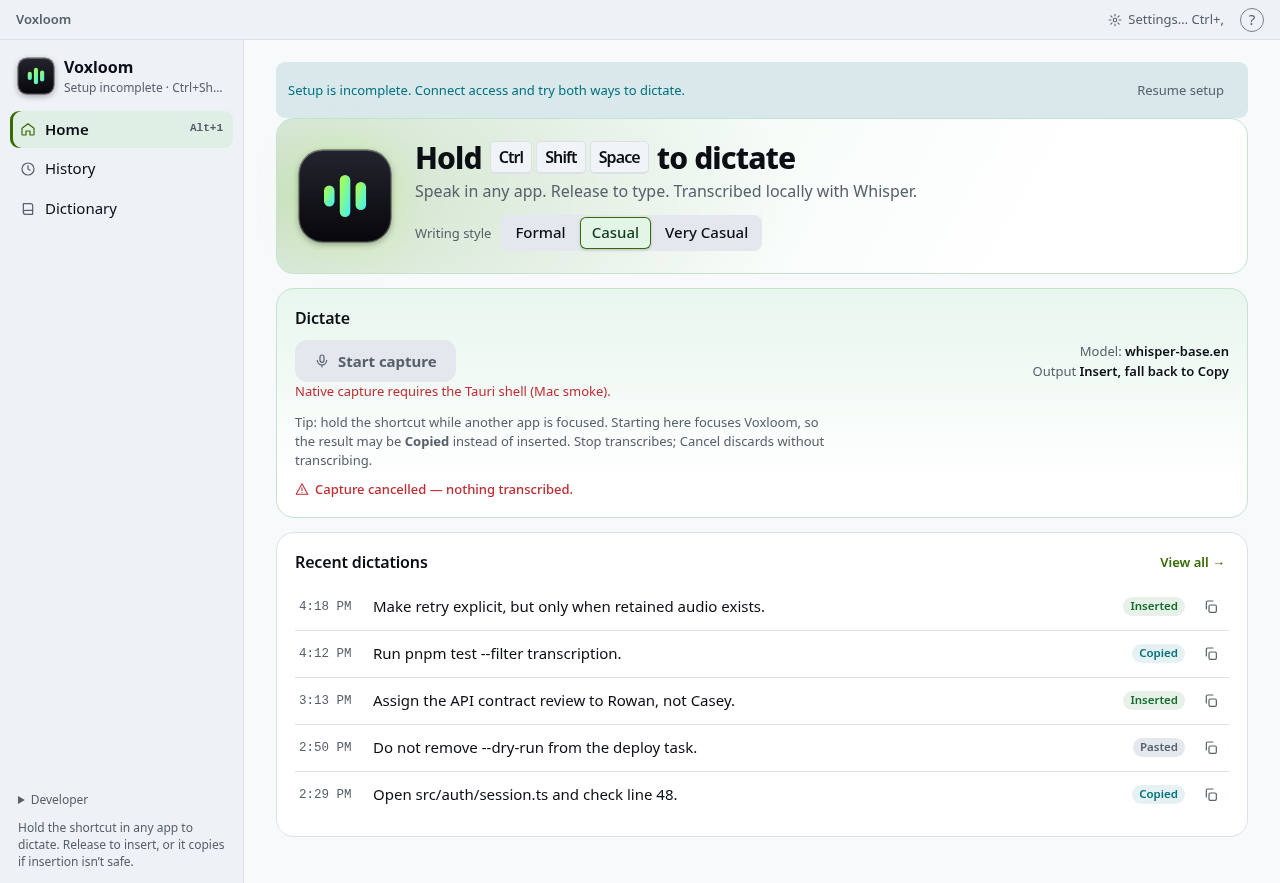 Voxloom
Settings... Ctrl+,
?
Voxloom
Setup incomplete · Ctrl+Sh…
Home Alt+1
History
Dictionary
Developer
Hold the shortcut in any app to
dictate. Release to insert, or it copies
if insertion isn't safe.
Setup is incomplete. Connect access and try both ways to dictate.
Resume setup
Hold Ctrl Shift Space to dictate
Speak in any app. Release to type. Transcribed locally with Whisper.
Writing style Formal Casual Very Casual
Dictate
Start capture
Native capture requires the Tauri shell (Mac smoke).
Model: whisper-base.en
Output Insert, fall back to Copy
Tip: hold the shortcut while another app is focused. Starting here focuses Voxloom, so
the result may be Copied instead of inserted. Stop transcribes; Cancel discards without
transcribing.
Capture cancelled — nothing transcribed.
Recent dictations
View all →
4:18 PM Make retry explicit, but only when retained audio exists. Inserted
4:12 PM Run pnpm test --filter transcription. Copied
3:13 PM Assign the API contract review to Rowan, not Casey. Inserted
2:50 PM Do not remove --dry-run from the deploy task. Pasted
2:29 PM Open src/auth/session.ts and check line 48. Copied